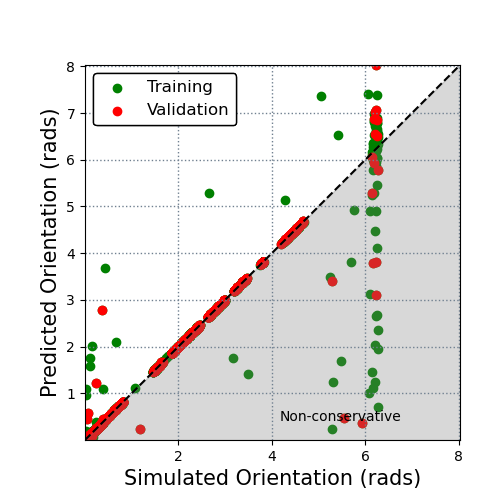 8
7
6
5
4
3
2
1
Predicted Orientation (rads)
Training
Validation
Non-conservative
2 4 6 8
Simulated Orientation (rads)